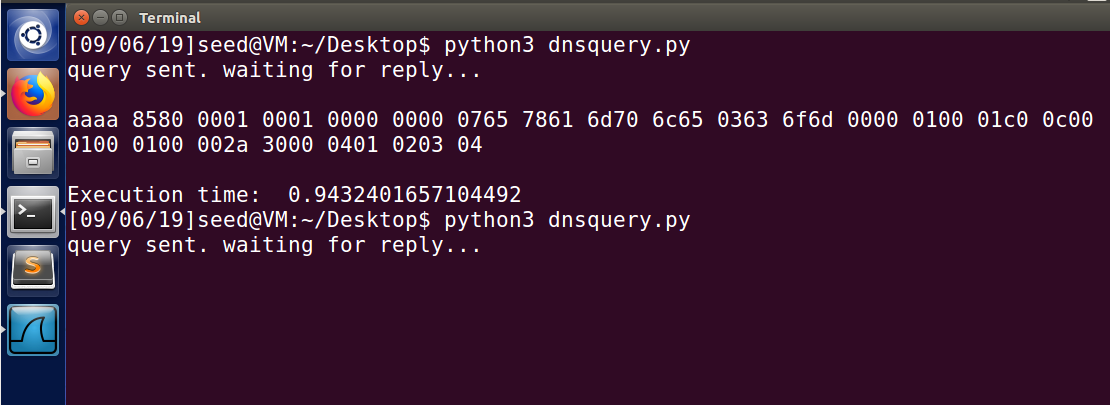 Terminal
[09/06/19]seed@VM:~/Desktop$ python3 dnsquery.py
query sent. waiting for reply...
aaaa 8580 0001 0001 0000 0000 0765 7861 6d70 6c65 0363 6f6d 0000 0100 01c0 0c00
0100 0100 002a 3000 0401 0203 04
Execution time:  0.9432401657104492
[09/06/19]seed@VM:~/Desktop$ python3 dnsquery.py
query sent. waiting for reply...